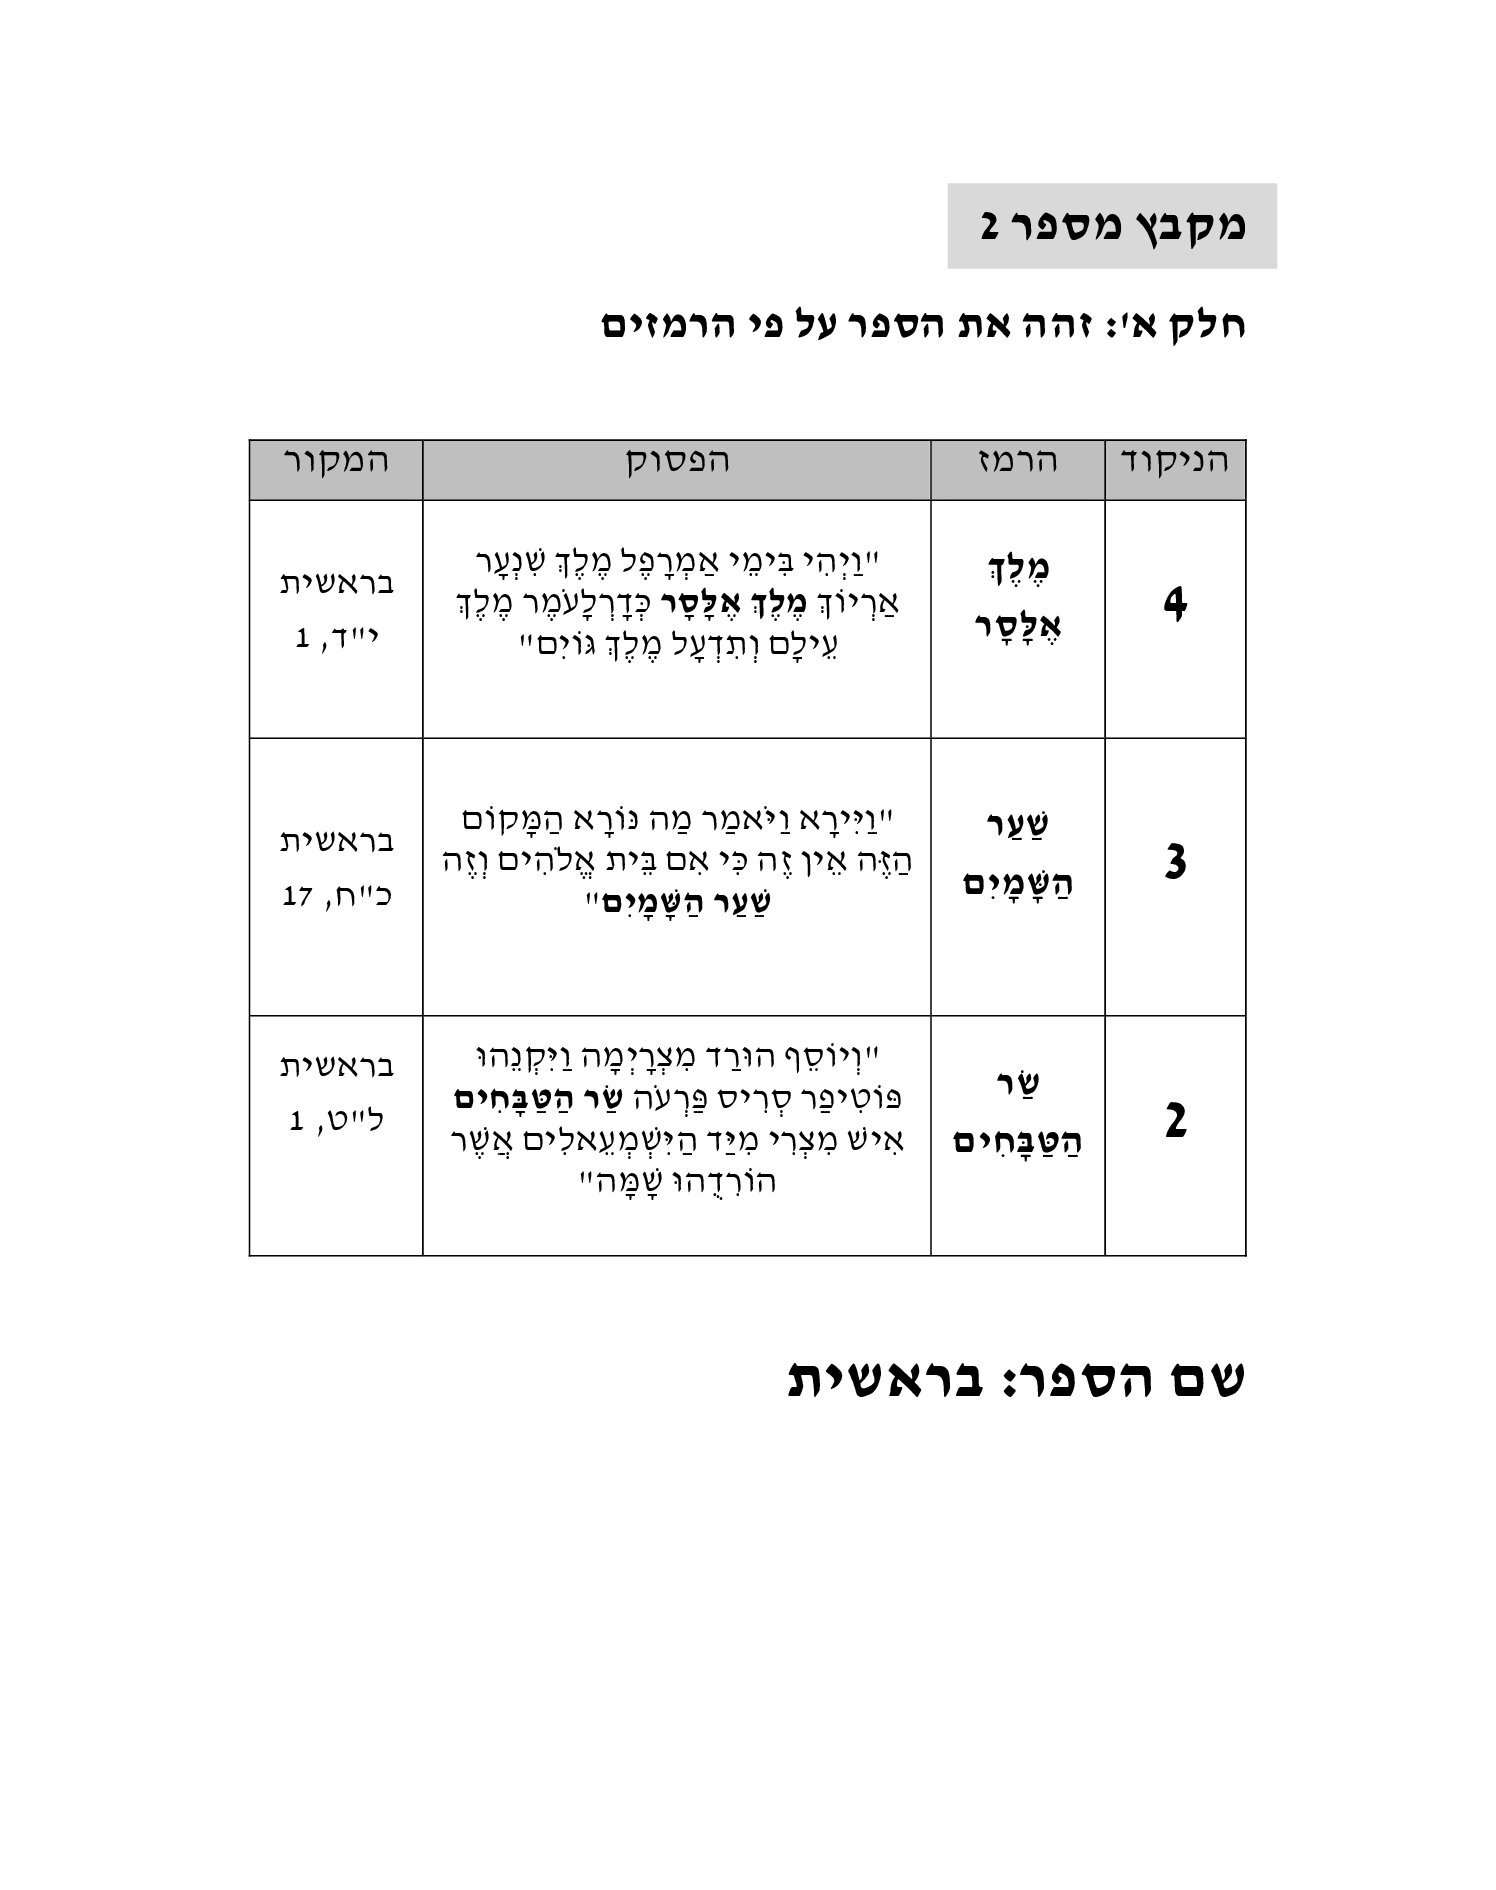 מקבץ מספר 2
חלק א': זהה את הספר על פי הרמזים
הניקוד הרמז הפסוק המקור
4
מֶלֶךְ
אֶלָּסָר
"וַיְהִי בִּימֵי אַמְרָפֶל מֶלֶךְ שִׁנְעָר
אַרְיוֹךְ מֶלֶךְ אֶלָּסָר כְּדָרְלָעֹמֶר מֶלֶךְ
עֵילָם וְתִדְעָל מֶלֶךְ גּוֹיִם"
בראשית
י"ד, 1
3
שַׁעַר
הַשָּׁמָיִם
"וַיִּירָא וַיֹּאמַר מַה נּוֹרָא הַמָּקוֹם
הַזֶּה אֵין זֶה כִּי אִם בֵּית אֱלֹהִים וְזֶה
שַׁעַר הַשָּׁמָיִם"
בראשית
כ"ח, 17
2
שַׂר
הַטַּבָּחִים
"וְיוֹסֵף הוּרַד מִצְרָיְמָה וַיִּקְנֵהוּ
פּוֹטִיפַר סְרִיס פַּרְעֹה שַׂר הַטַּבָּחִים
אִישׁ מִצְרִי מִיַּד הַיִּשְׁמְעֵאלִים אֲשֶׁר
הוֹרִדֻהוּ שָׁמָּה"
בראשית
ל"ט, 1
שם הספר: בראשית